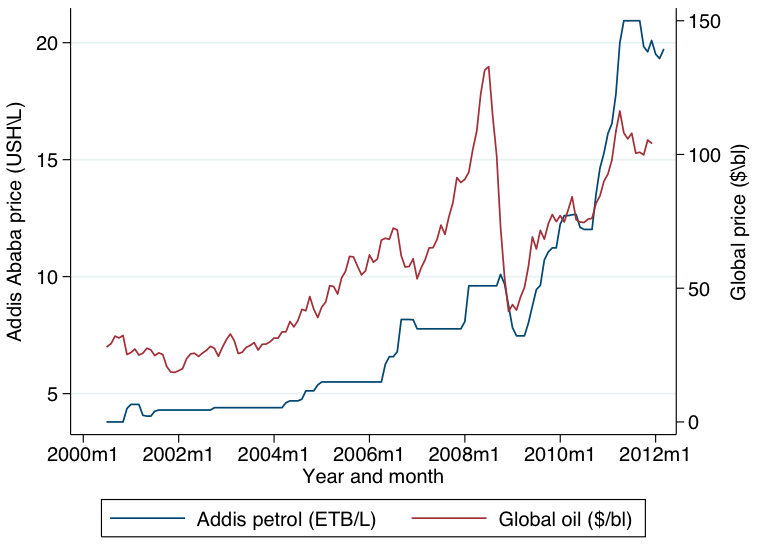 Addis Ababa price (USH\L)
20
15
10
5
150
100
50
0
Global price ($\bl)
2000m1 2002m1 2004m1 2006m1 2008m1 2010m1 2012m1
Year and month
Addis petrol (ETB/L) Global oil ($/bl)